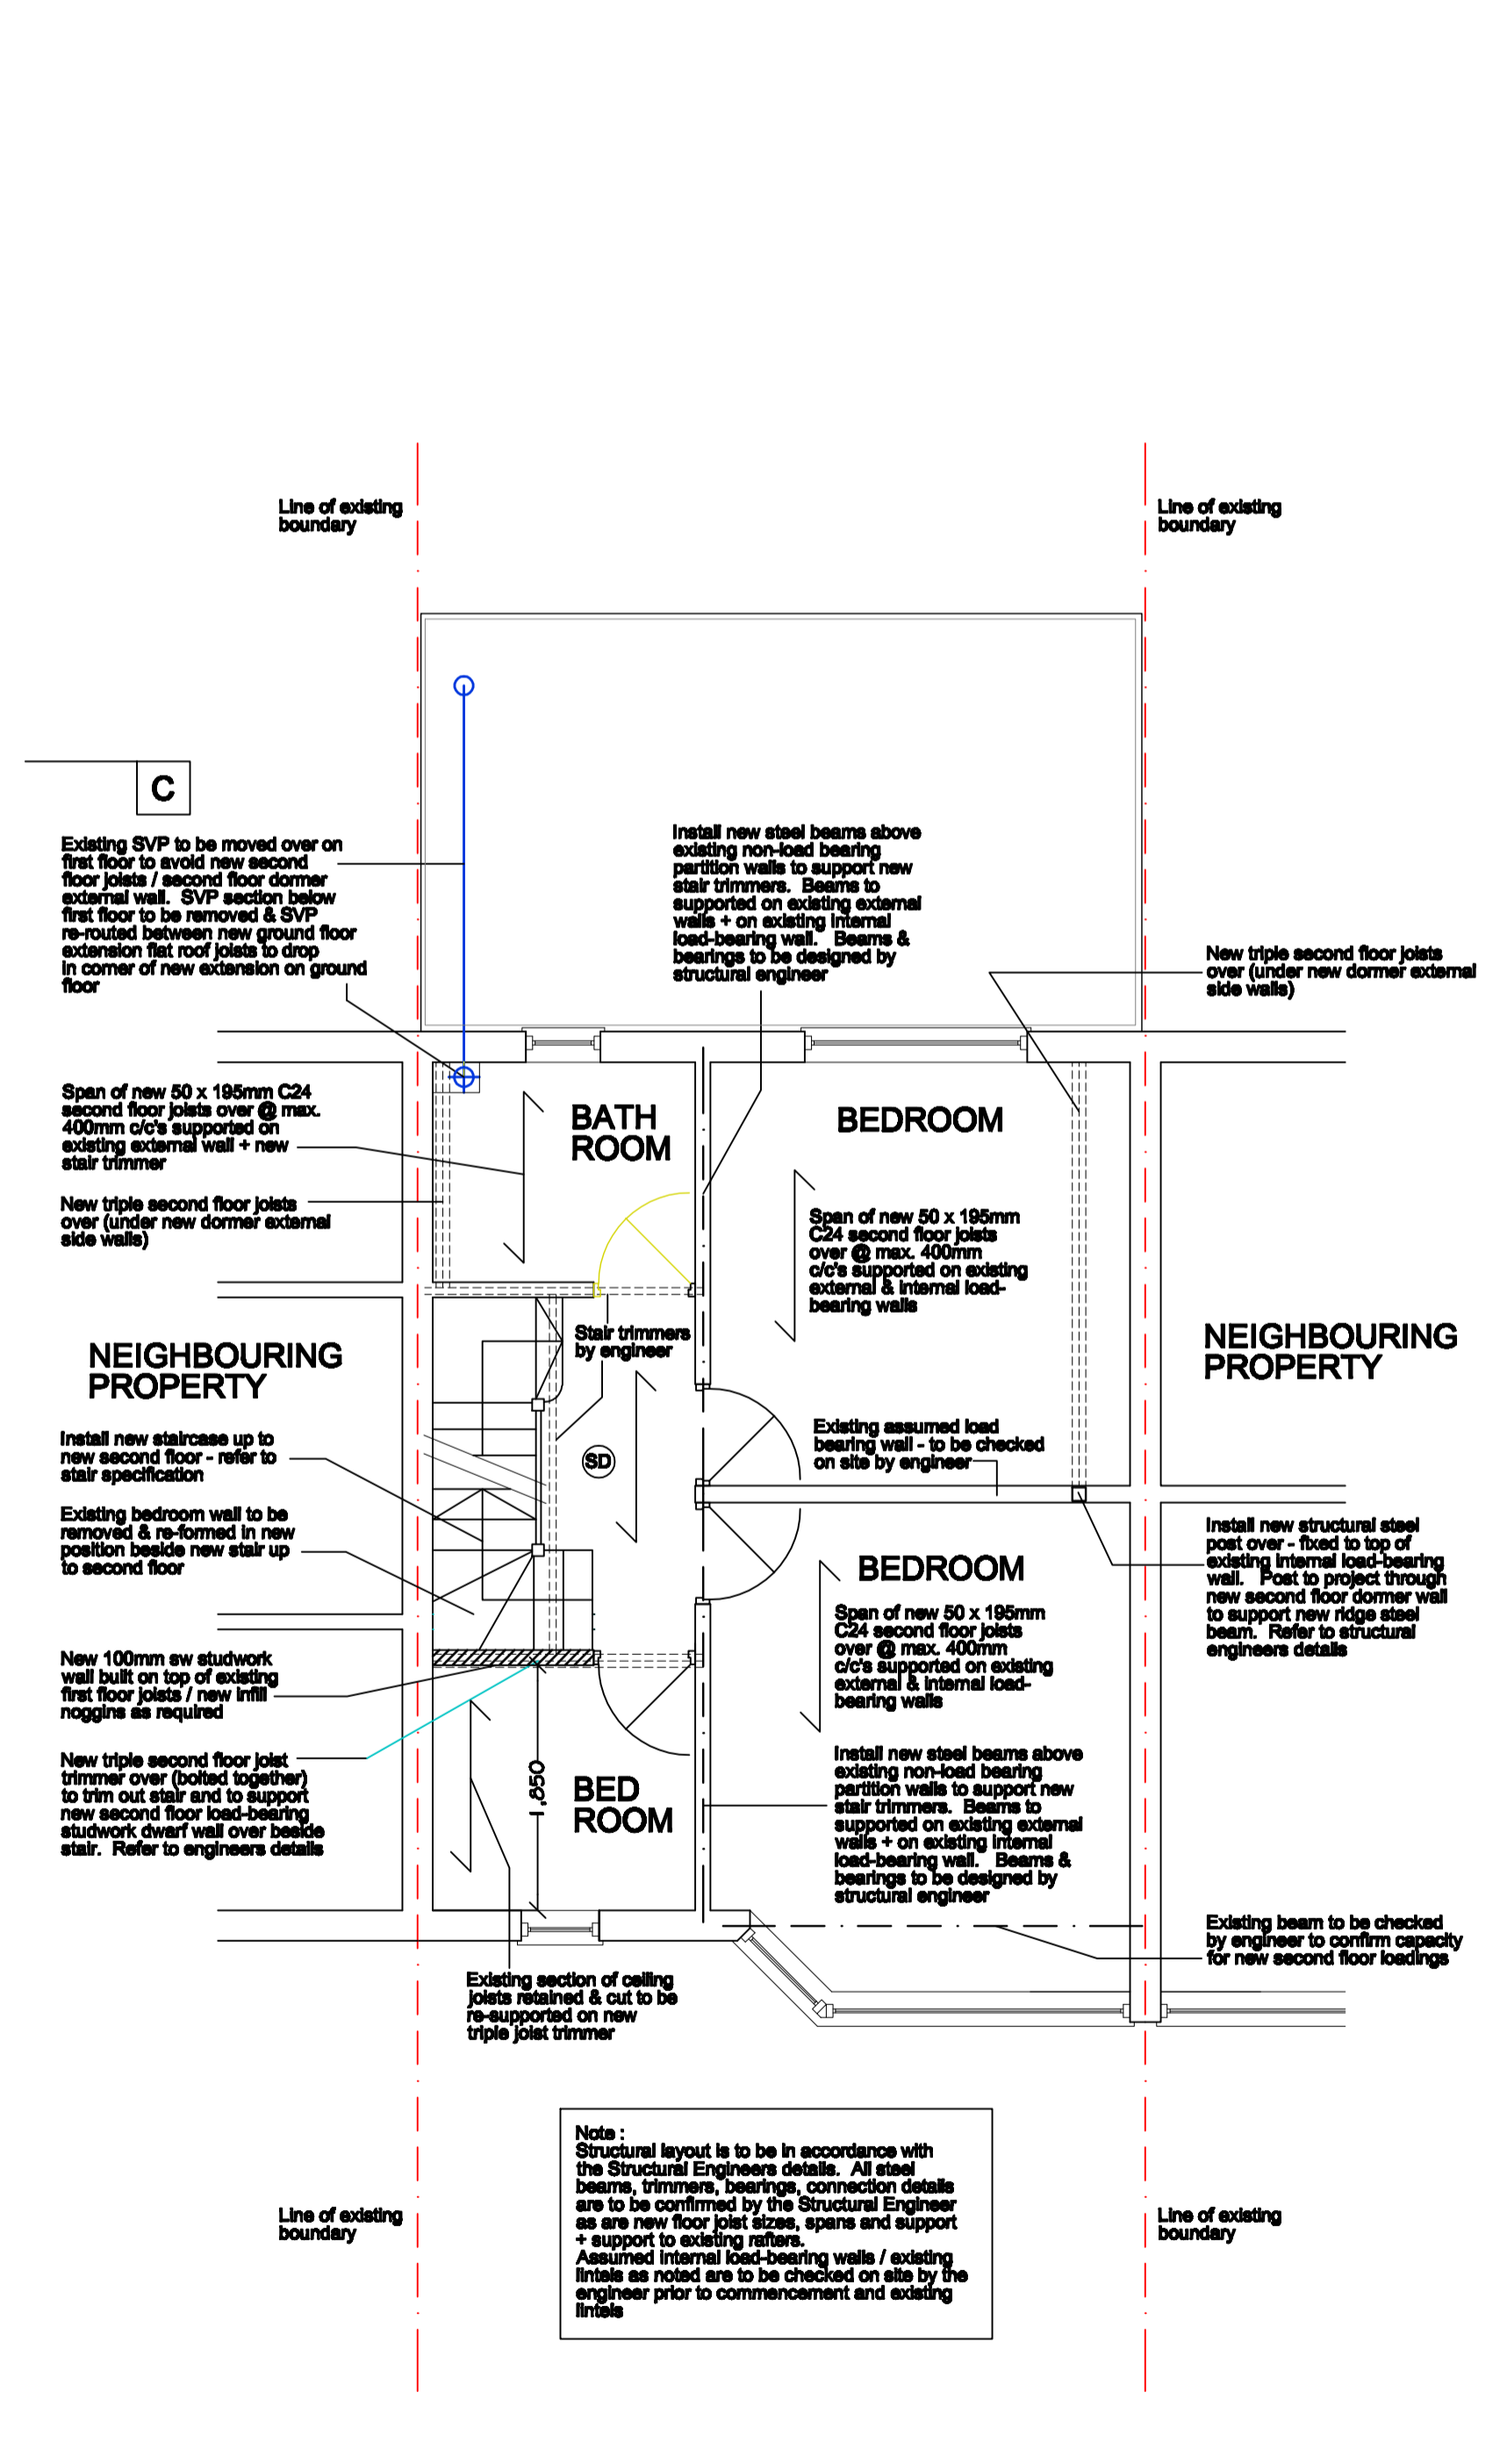 Line of existing
boundary
Line of existing
boundary
C
Existing SVP to be moved over on
first floor to avoid new second
floor joists / second floor dormer
external wall. SVP section below
first floor to be removed & SVP
re-routed between new ground floor
extension flat roof joists to drop
in corner of new extension on ground
floor
Install new steel beams above
existing non-load bearing
partition walls to support new
stair trimmers. Beams to
supported on existing external
walls + on existing internal
load-bearing wall. Beams &
bearings to be designed by
structural engineer
New triple second floor joists
over (under new dormer external
side walls)
Span of new 50 x 195mm C24
second floor joists over @ max.
400mm c/c's supported on
existing external wall + new
stair trimmer
BATH
ROOM
BEDROOM
New triple second floor joists
over (under new dormer external
side walls)
Span of new 50 x 195mm
C24 second floor joists
over @ max. 400mm
c/c's supported on existing
external & internal load-
bearing walls
Stair trimmers
by engineer
NEIGHBOURING
PROPERTY
NEIGHBOURING
PROPERTY
Install new staircase up to
new second floor - refer to
stair specification
SD
Existing assumed load
bearing wall - to be checked
on site by engineer
Existing bedroom wall to be
removed & re-formed in new
position beside new stair up
to second floor
Install new structural steel
post over - fixed to top of
existing internal load-bearing
wall. Post to project through
new second floor dormer wall
to support new ridge steel
beam. Refer to structural
engineers details
BEDROOM
Span of new 50 x 195mm
C24 second floor joists
over @ max. 400mm
c/c's supported on existing
external & internal load-
bearing walls
New 100mm sw studwork
wall built on top of existing
first floor joists / new infill
noggins as required
New triple second floor joist
trimmer over (bolted together)
to trim out stair and to support
new second floor load-bearing
studwork dwarf wall over beside
stair. Refer to engineers details
1,850
BED
ROOM
Install new steel beams above
existing non-load bearing
partition walls to support new
stair trimmers. Beams to
supported on existing external
walls + on existing internal
load-bearing wall. Beams &
bearings to be designed by
structural engineer
Existing beam to be checked
by engineer to confirm capacity
for new second floor loadings
Existing section of ceiling
joists retained & cut to be
re-supported on new
triple joist trimmer
Note :
Structural layout is to be in accordance with
the Structural Engineers details. All steel
beams, trimmers, bearings, connection details
are to be confirmed by the Structural Engineer
as are new floor joist sizes, spans and support
+ support to existing rafters.
Assumed internal load-bearing walls / existing
lintels as noted are to be checked on site by the
engineer prior to commencement and existing
lintels
Line of existing
boundary
Line of existing
boundary